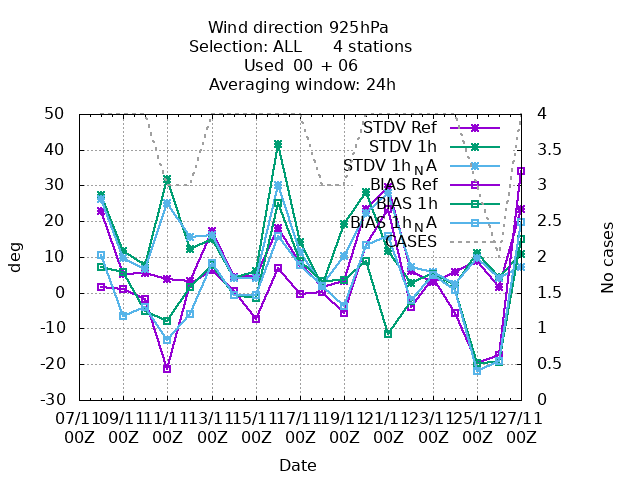 Wind direction 925hPa
Selection: ALL 4 stations
Used 00 + 06
Averaging window: 24h
50 4
STDV Ref
STDV 1h
40 3.5
STDV 1h_NA
30 3
BIAS Ref
BIAS 1h
20 2.5
BIAS 1h_NA
CASES
10 2
0 1.5
-10 1
-20 0.5
-30 0
deg
No cases
07/11 09/11 11/11 13/11 15/11 17/11 19/11 21/11 23/11 25/11 27/11
00Z 00Z 00Z 00Z 00Z 00Z 00Z 00Z 00Z 00Z 00Z
Date